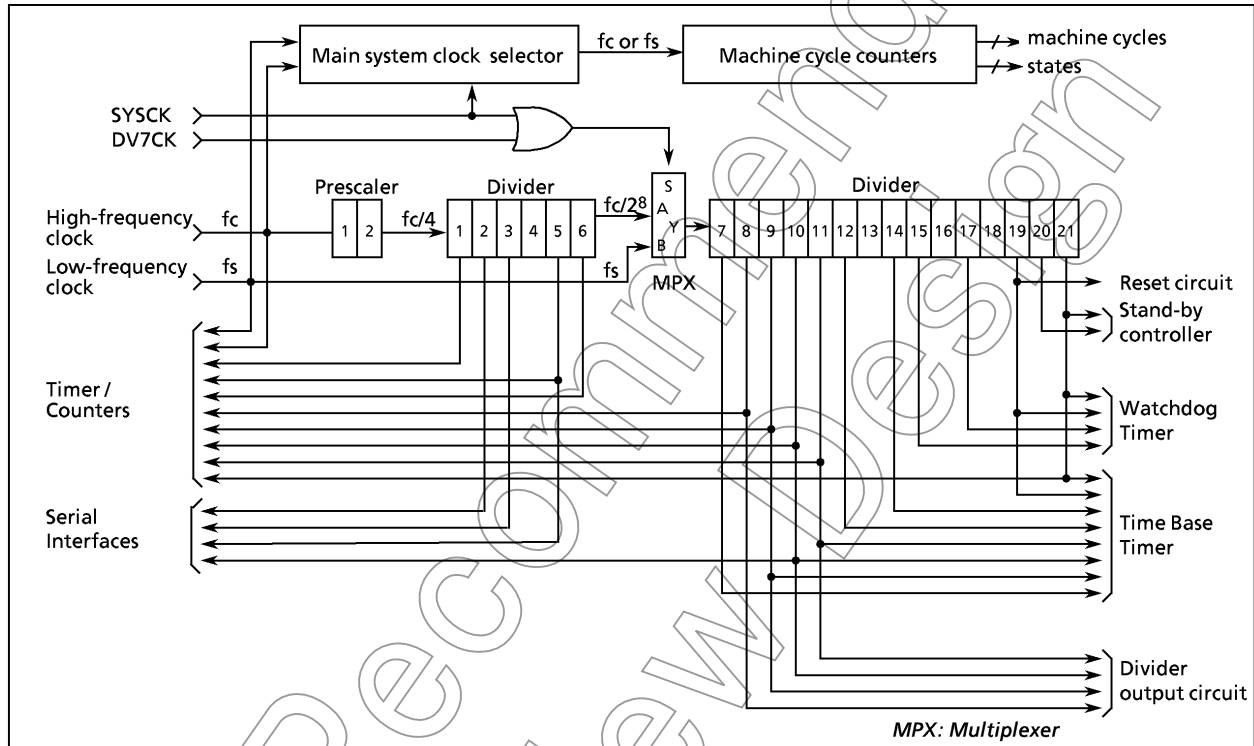 Main system clock selector
fc or fs
Machine cycle counters
machine cycles
states
SYSCK
DV7CK
Prescaler
Divider
Divider
High-frequency
clock
fc
1 2
fc/4
1 2 3 4 5 6
fc/2⁸
S
A
Y
B
MPX
7 8 9 10 11 12 13 14 15 16 17 18 19 20 21
Low-frequency
clock
fs
fs
Reset circuit
Stand-by
controller
Timer /
Counters
Watchdog
Timer
Serial
Interfaces
Time Base
Timer
Divider
output circuit
MPX: Multiplexer
Design